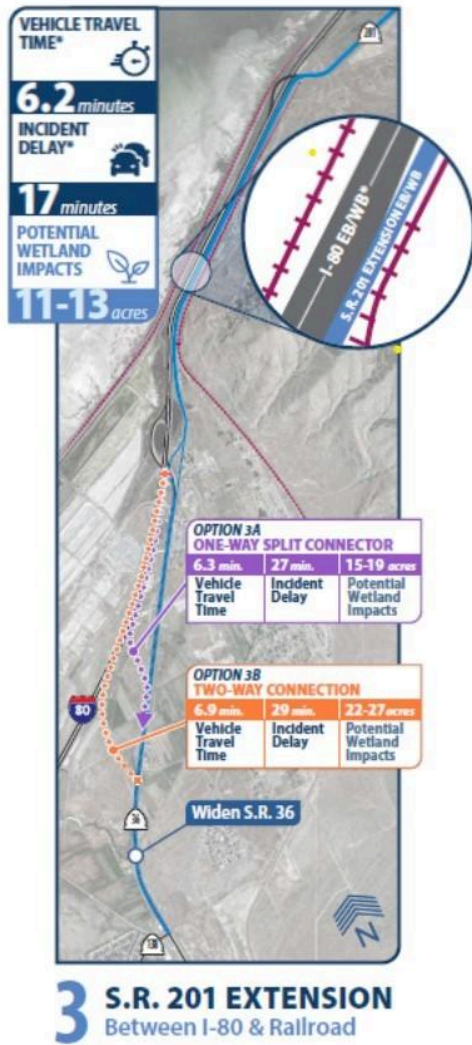 VEHICLE TRAVEL
TIME*
6.2 minutes
INCIDENT
DELAY*
17 minutes
POTENTIAL
WETLAND
IMPACTS
11-13 acres
201
I-80 EB/WB*
S.R. 201 EXTENSION EB/WB
OPTION 3A
ONE-WAY SPLIT CONNECTOR
6.3 min. 27 min. 15-19 acres
Vehicle Incident Potential
Travel Delay Wetland
Time Impacts
OPTION 3B
TWO-WAY CONNECTION
6.9 min. 29 min. 22-27 acres
Vehicle Incident Potential
Travel Delay Wetland
Time Impacts
80
36
Widen S.R. 36
138
N
3 S.R. 201 EXTENSION
Between I-80 & Railroad